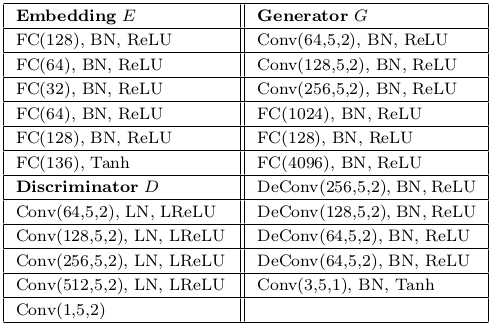 Embedding E
FC(128), BN, ReLU
FC(64), BN, ReLU
FC(32), BN, ReLU
FC(64), BN, ReLU
FC(128), BN, ReLU
FC(136), Tanh
Discriminator D
Conv(64,5,2), LN, LReLU
Conv(128,5,2), LN, LReLU
Conv(256,5,2), LN, LReLU
Conv(512,5,2), LN, LReLU
Conv(1,5,2)
Generator G
Conv(64,5,2), BN, ReLU
Conv(128,5,2), BN, ReLU
Conv(256,5,2), BN, ReLU
FC(1024), BN, ReLU
FC(128), BN, ReLU
FC(4096), BN, ReLU
DeConv(256,5,2), BN, ReLU
DeConv(128,5,2), BN, ReLU
DeConv(64,5,2), BN, ReLU
DeConv(64,5,2), BN, ReLU
Conv(3,5,1), BN, Tanh